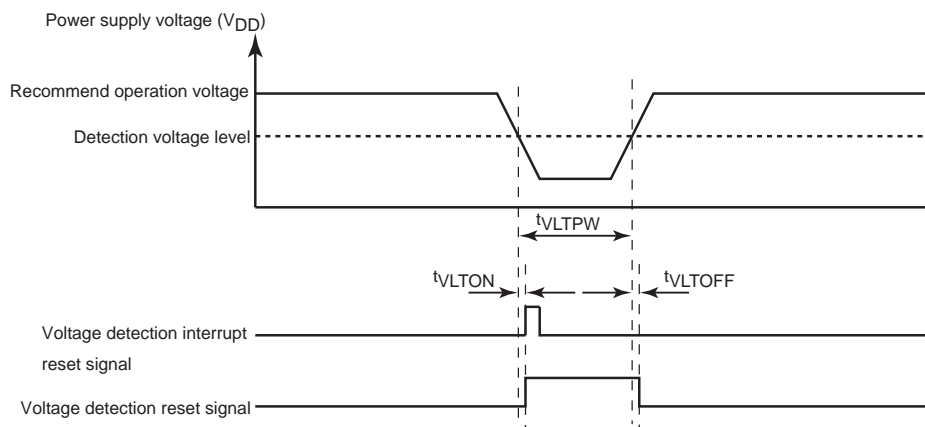 Power supply voltage (VDD)
Recommend operation voltage
Detection voltage level
tVLTPW
tVLTON
tVLTOFF
Voltage detection interrupt
reset signal
Voltage detection reset signal